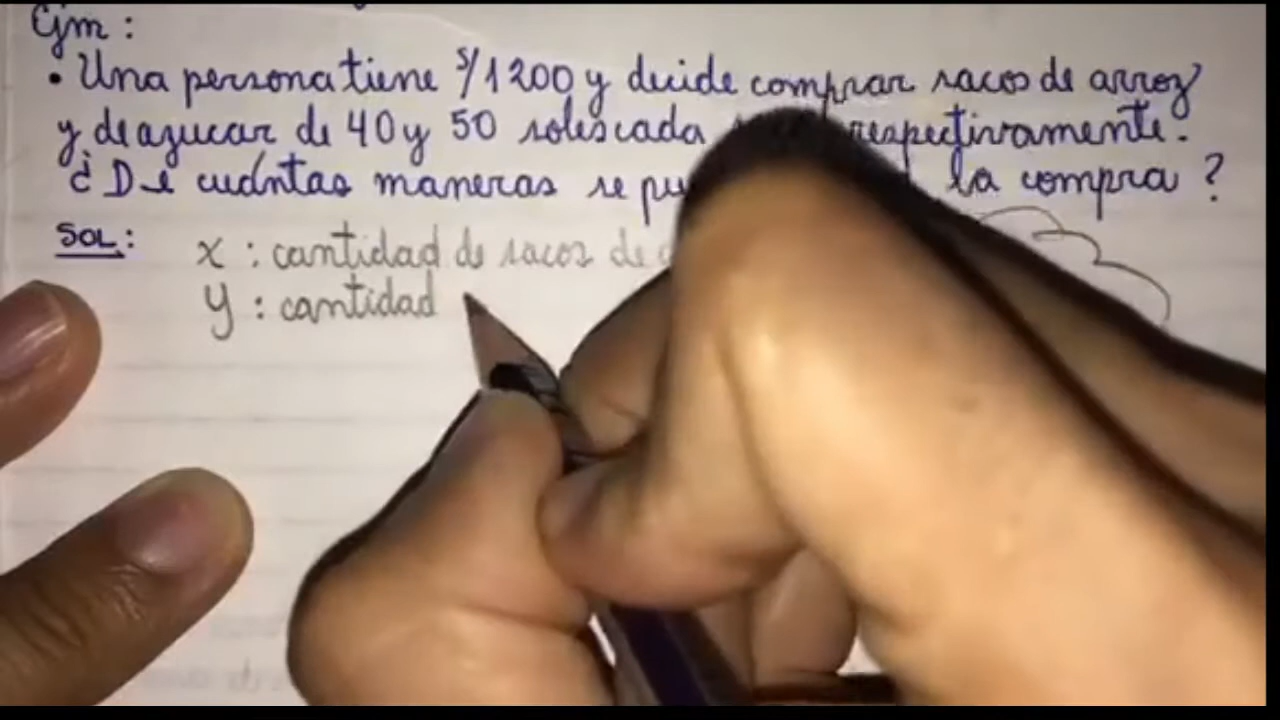 Ejm :
• Una persona tiene S/1200 y decide comprar sacos de arroz
y de azucar de 40 y 50 soles cada respectivamente.
¿ De cuántas maneras se la compra ?
SOL: x : cantidad de sacos de
y : cantidad